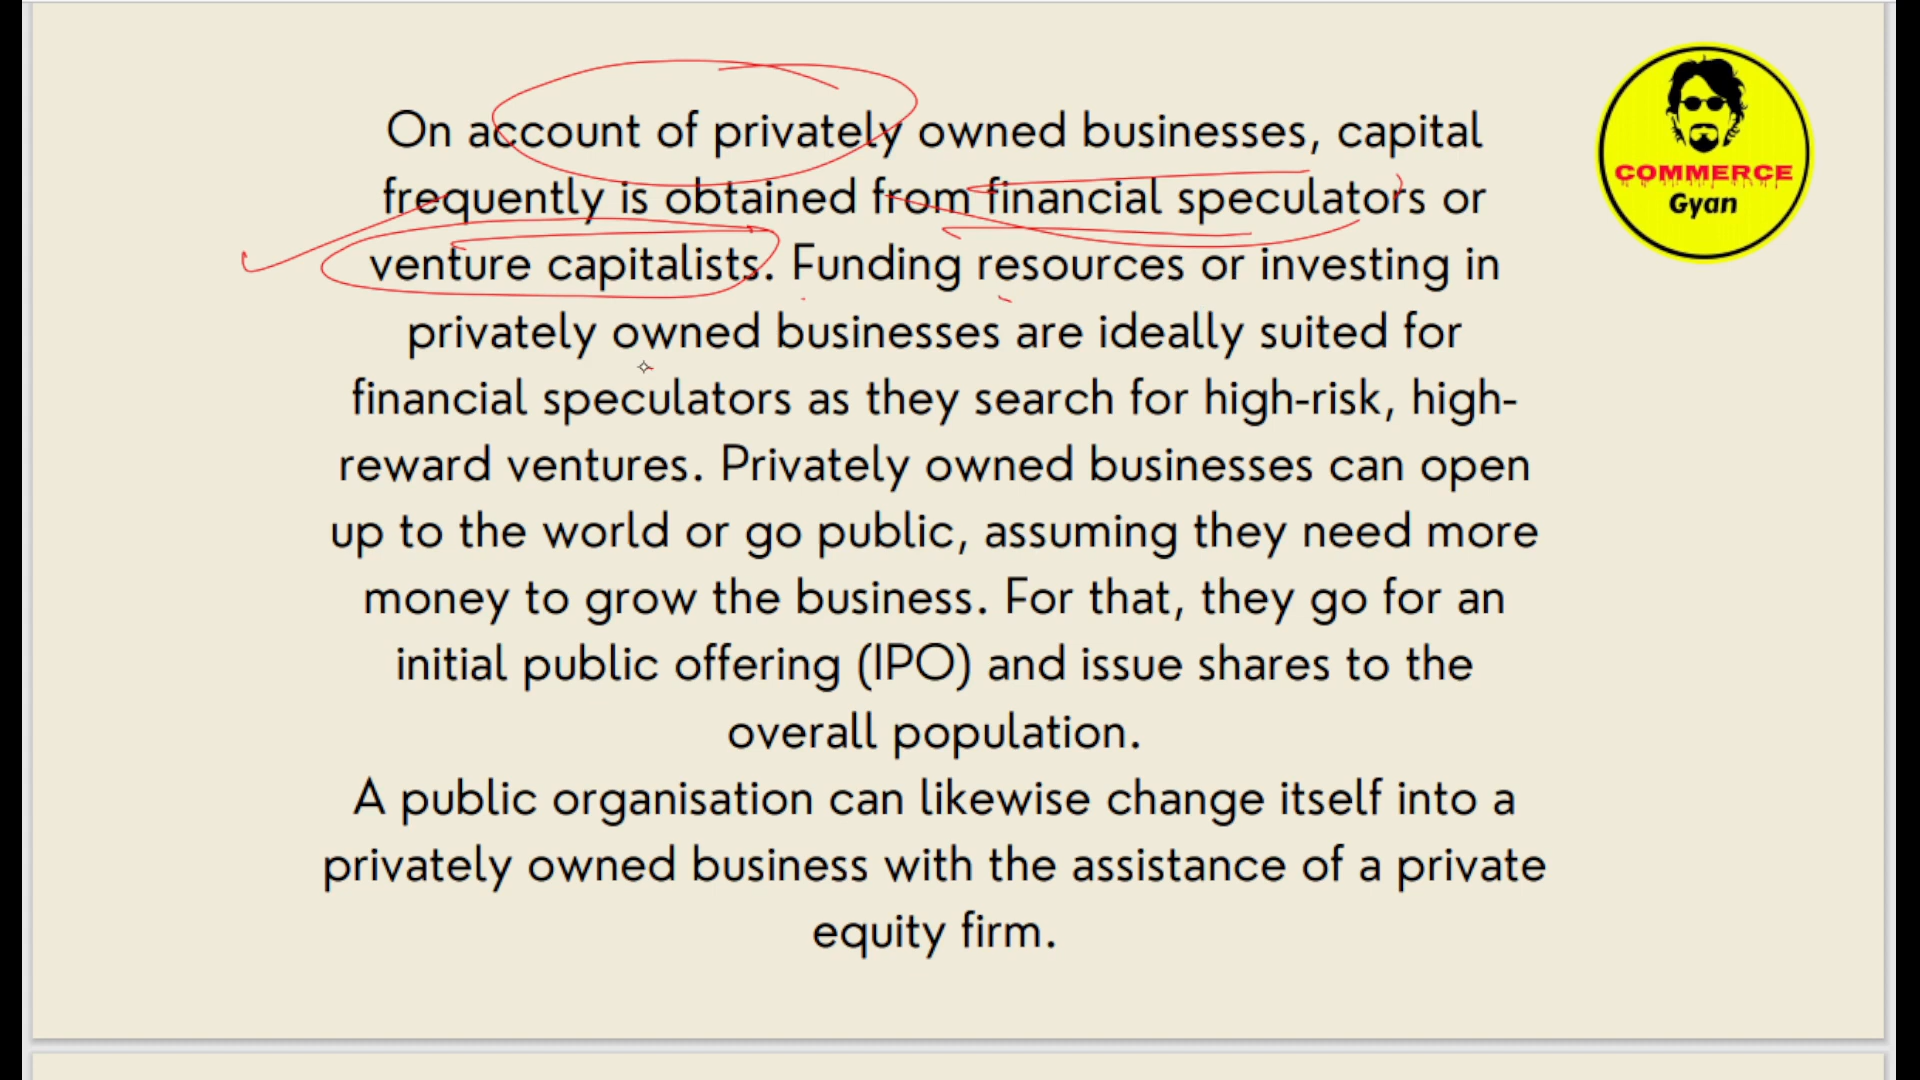 On account of privately owned businesses, capital
frequently is obtained from financial speculators or
venture capitalists. Funding resources or investing in
privately owned businesses are ideally suited for
financial speculators as they search for high-risk, high-
reward ventures. Privately owned businesses can open
up to the world or go public, assuming they need more
money to grow the business. For that, they go for an
initial public offering (IPO) and issue shares to the
overall population.
A public organisation can likewise change itself into a
privately owned business with the assistance of a private
equity firm.
COMMERCE
Gyan